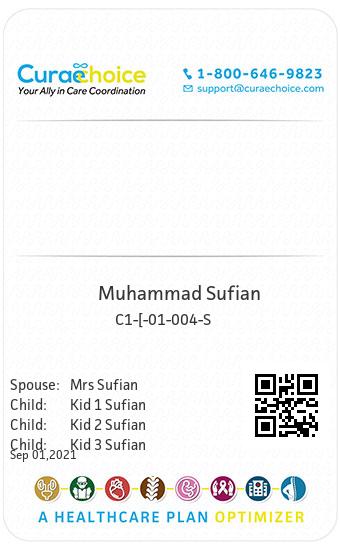 Curaechoice
Your Ally in Care Coordination
1-800-646-9823
support@curaechoice.com
Muhammad Sufian
C1-[-01-004-S
Spouse: Mrs Sufian
Child: Kid 1 Sufian
Child: Kid 2 Sufian
Child: Kid 3 Sufian
Sep 01,2021
A HEALTHCARE PLAN OPTIMIZER